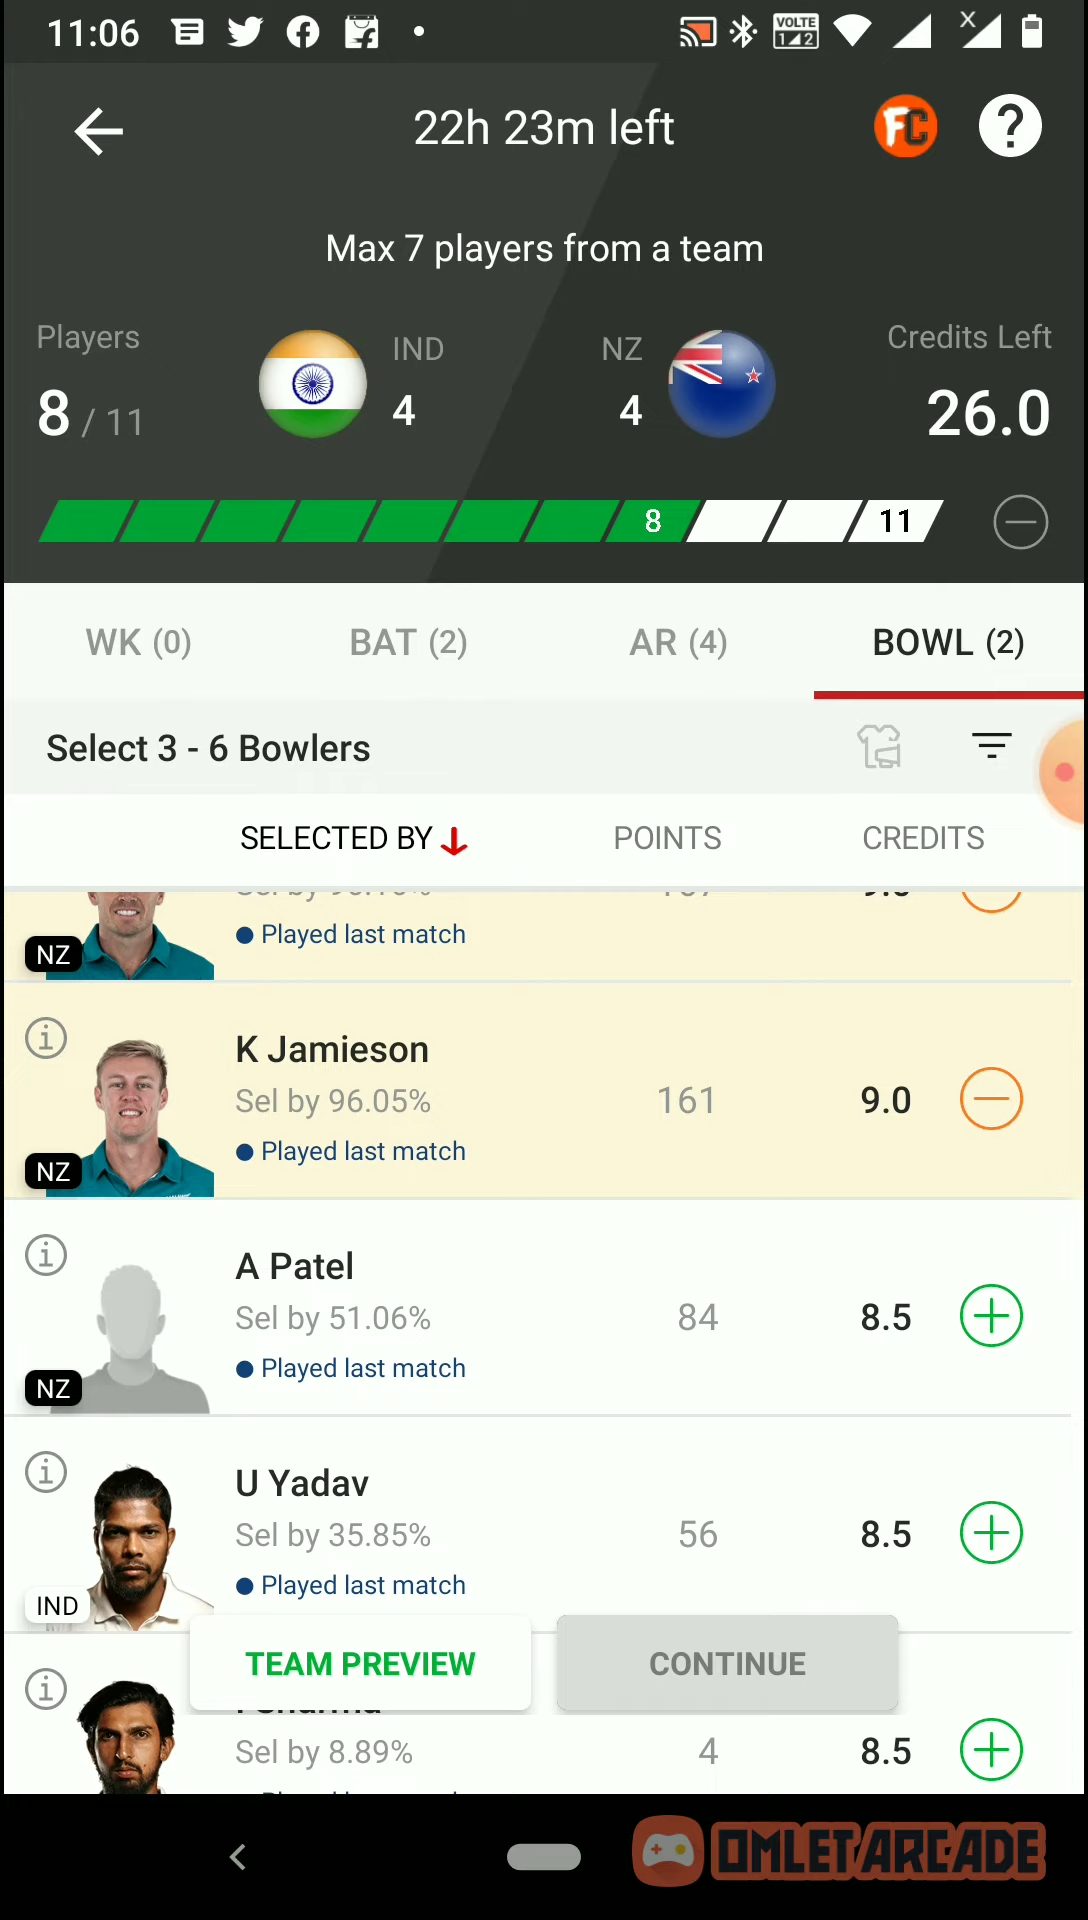 11:06
VOLTE
1 2
X
22h 23m left
FC
?
Max 7 players from a team
Players
8 / 11
IND
4
NZ
4
Credits Left
26.0
8
11
WK (0)
BAT (2)
AR (4)
BOWL (2)
Select 3 - 6 Bowlers
SELECTED BY
POINTS
CREDITS
NZ
Played last match
K Jamieson
Sel by 96.05%
161
9.0
NZ
Played last match
A Patel
Sel by 51.06%
84
8.5
NZ
Played last match
U Yadav
Sel by 35.85%
56
8.5
IND
Played last match
TEAM PREVIEW
CONTINUE
Sel by 8.89%
4
8.5
OMLET ARCADE